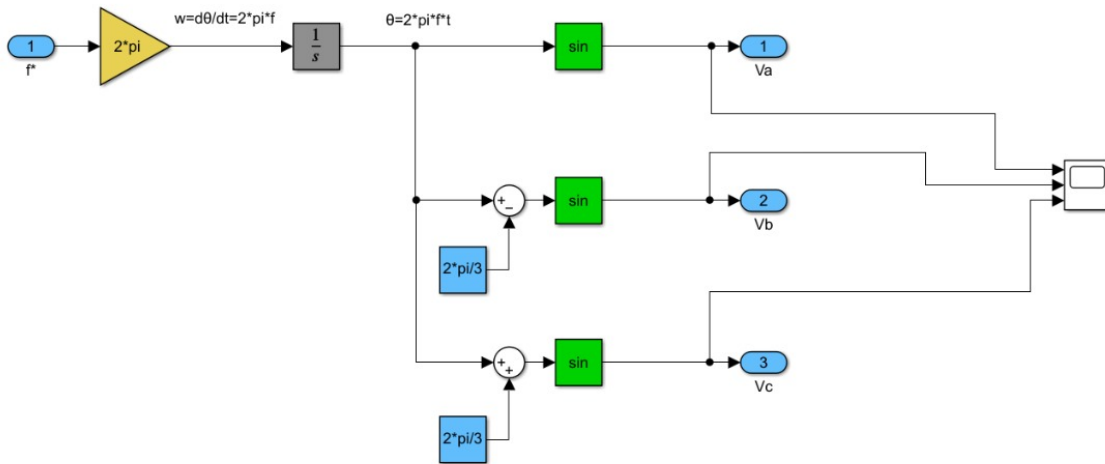 w=dθ/dt=2*pi*f
θ=2*pi*f*t
1
f*
2*pi
1
s
sin
1
Va
+
−
sin
2
Vb
2*pi/3
+
+
sin
3
Vc
2*pi/3